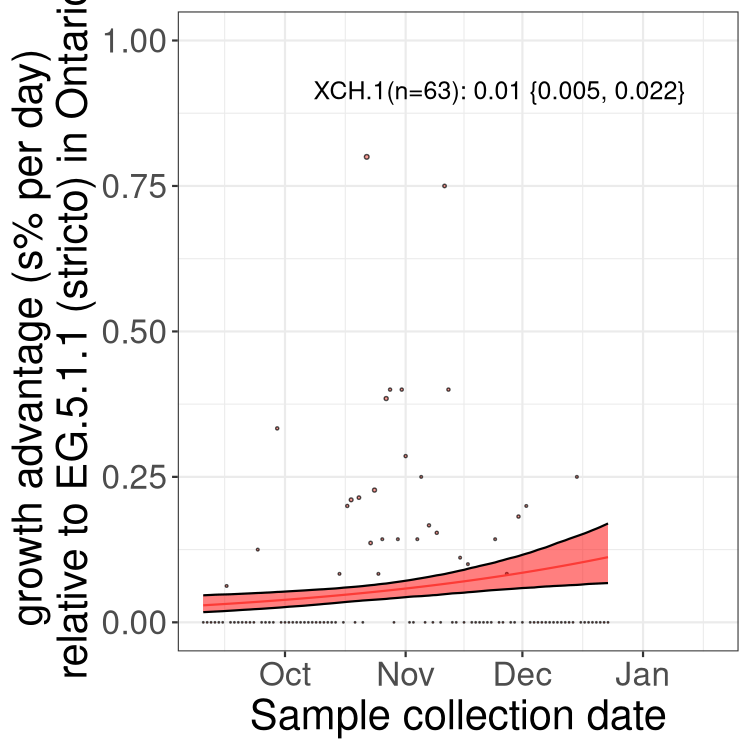 growth advantage (s% per day)
relative to EG.5.1.1 (stricto) in Ontario
1.00
0.75
0.50
0.25
0.00
XCH.1(n=63): 0.01 {0.005, 0.022}
Oct
Nov
Dec
Jan
Sample collection date